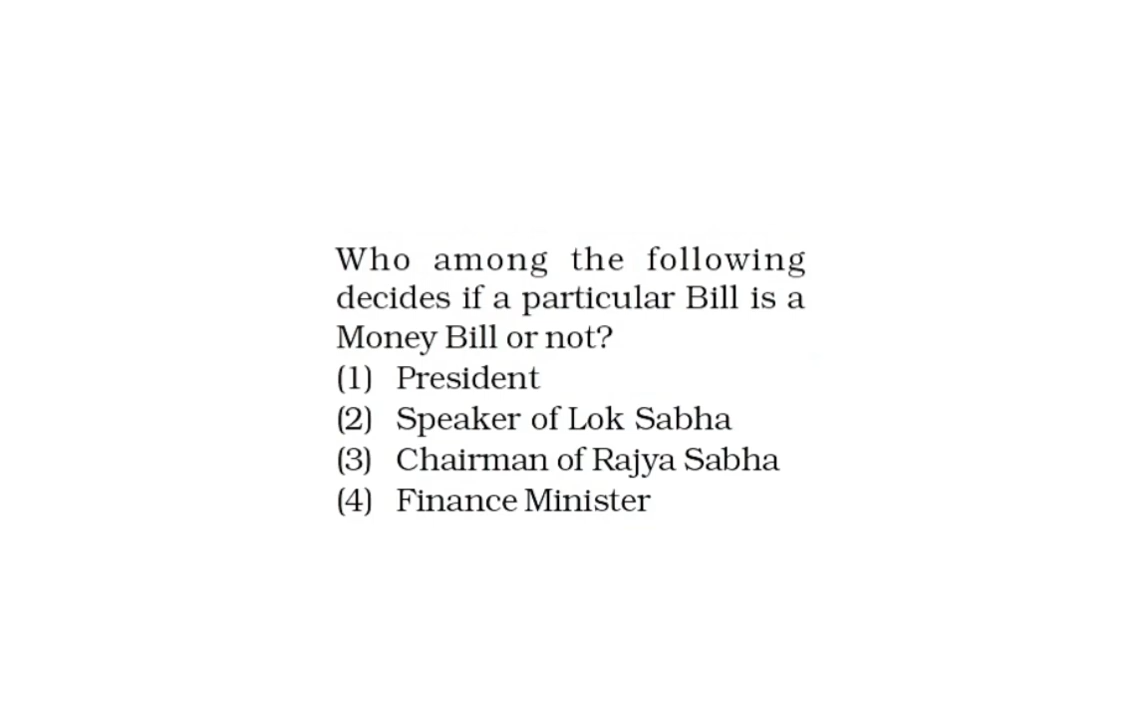 Who among the following
decides if a particular Bill is a
Money Bill or not?
(1) President
(2) Speaker of Lok Sabha
(3) Chairman of Rajya Sabha
(4) Finance Minister